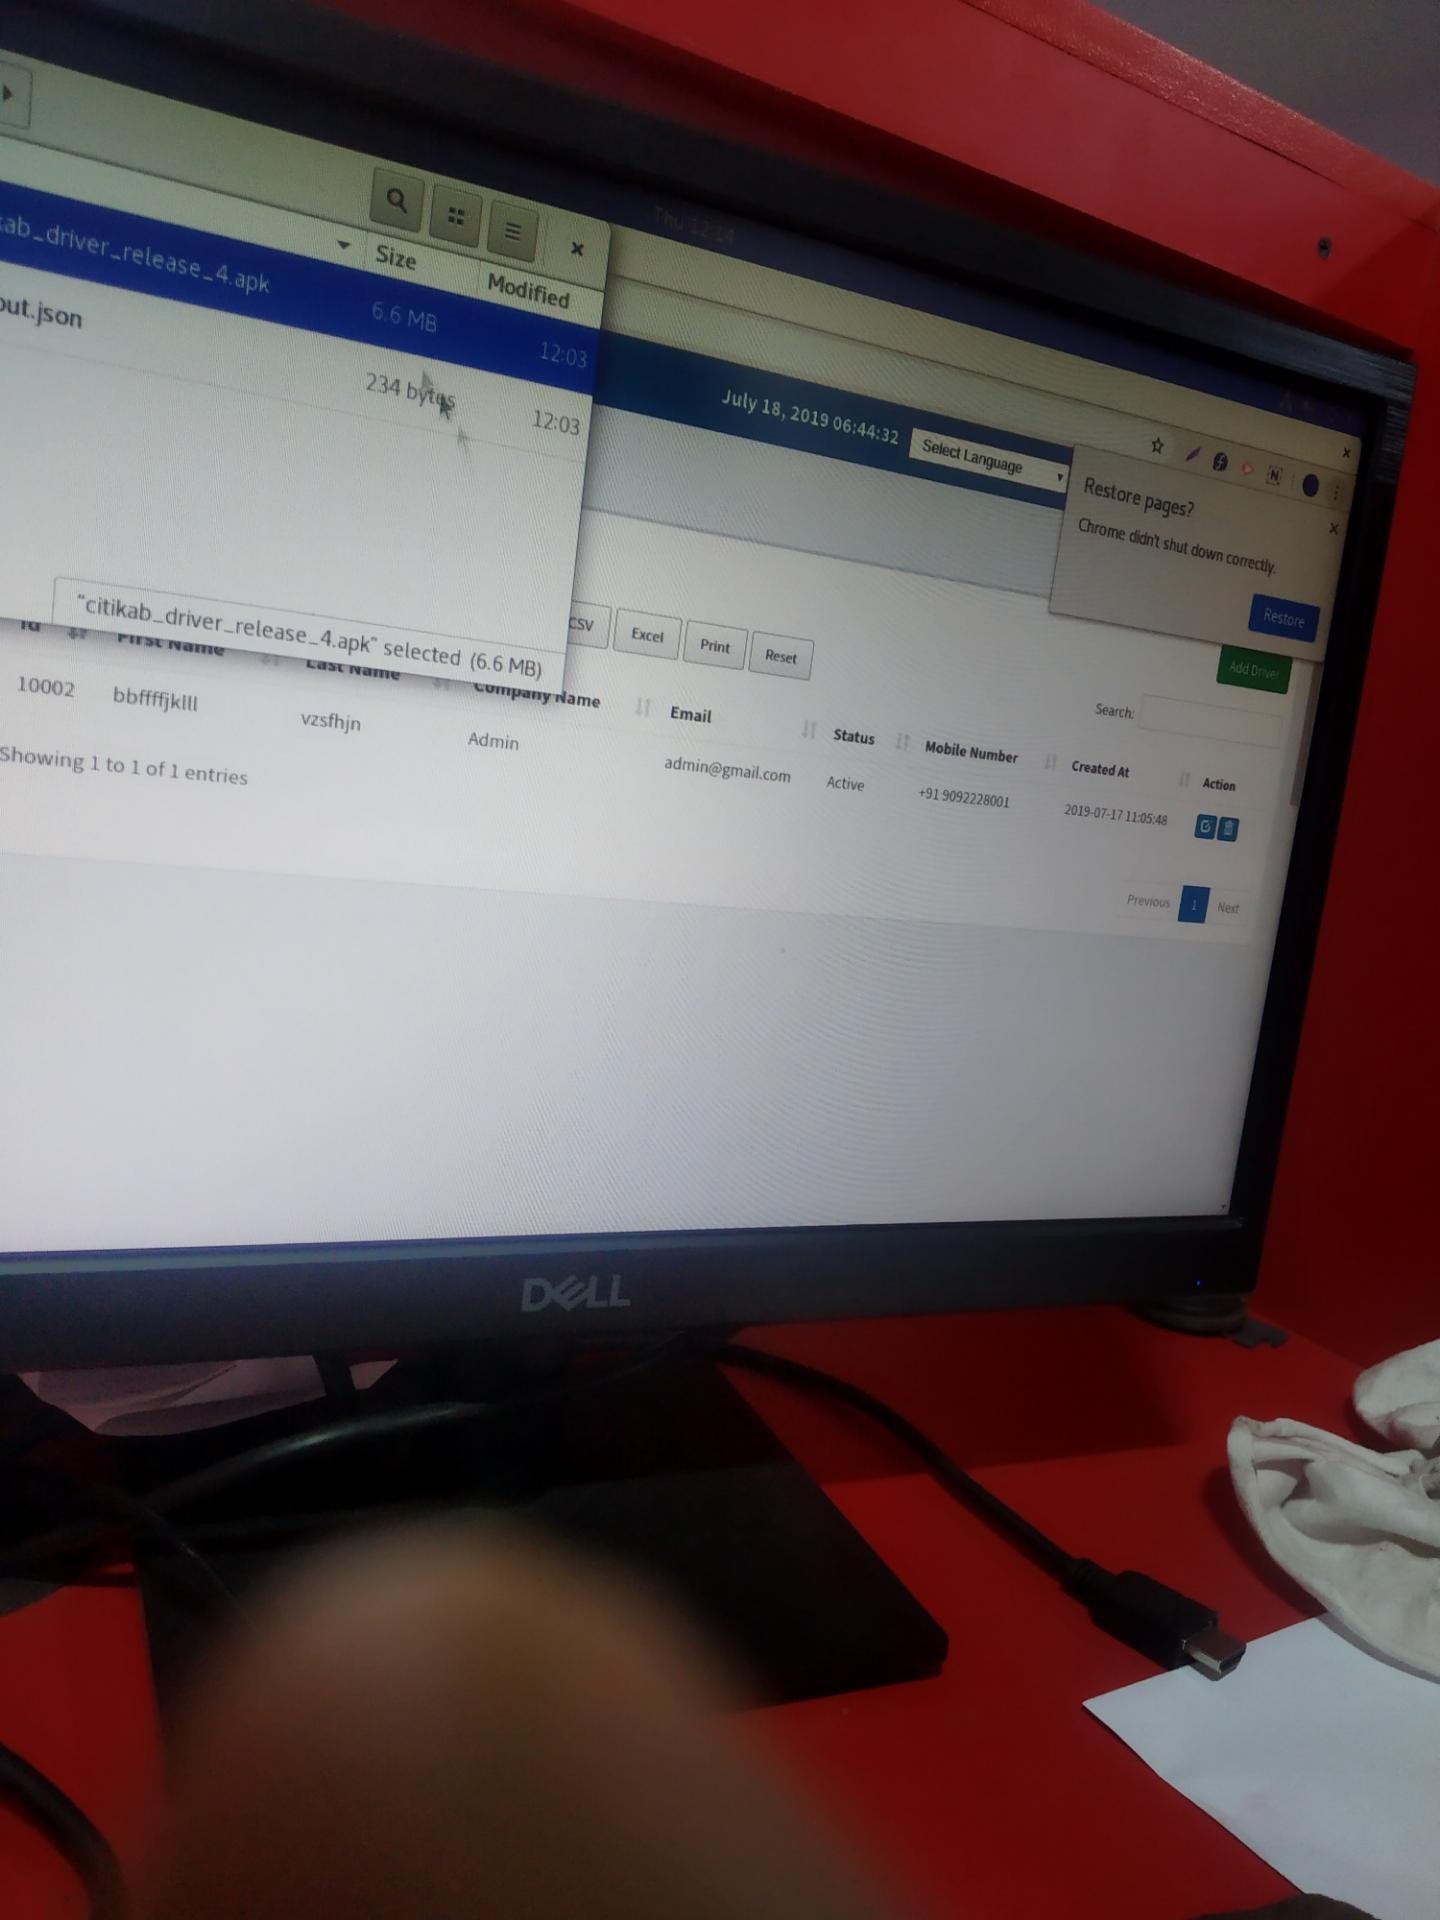 Thu 12:14
Size
Modified
kab_driver_release_4.apk
6.6 MB
12:03
out.json
234 bytes
12:03
"citikab_driver_release_4.apk" selected (6.6 MB)
July 18, 2019 06:44:32
Select Language
Restore pages?
Chrome didn't shut down correctly.
Restore
CSV
Excel
Print
Reset
Add Driver
Search:
Id
First Name
Last Name
Company Name
Email
Status
Mobile Number
Created At
Action
10002
bbffffjklll
vzsfhjn
Admin
admin@gmail.com
Active
+91 9092228001
2019-07-17 11:05:48
Showing 1 to 1 of 1 entries
Previous
1
Next
DELL